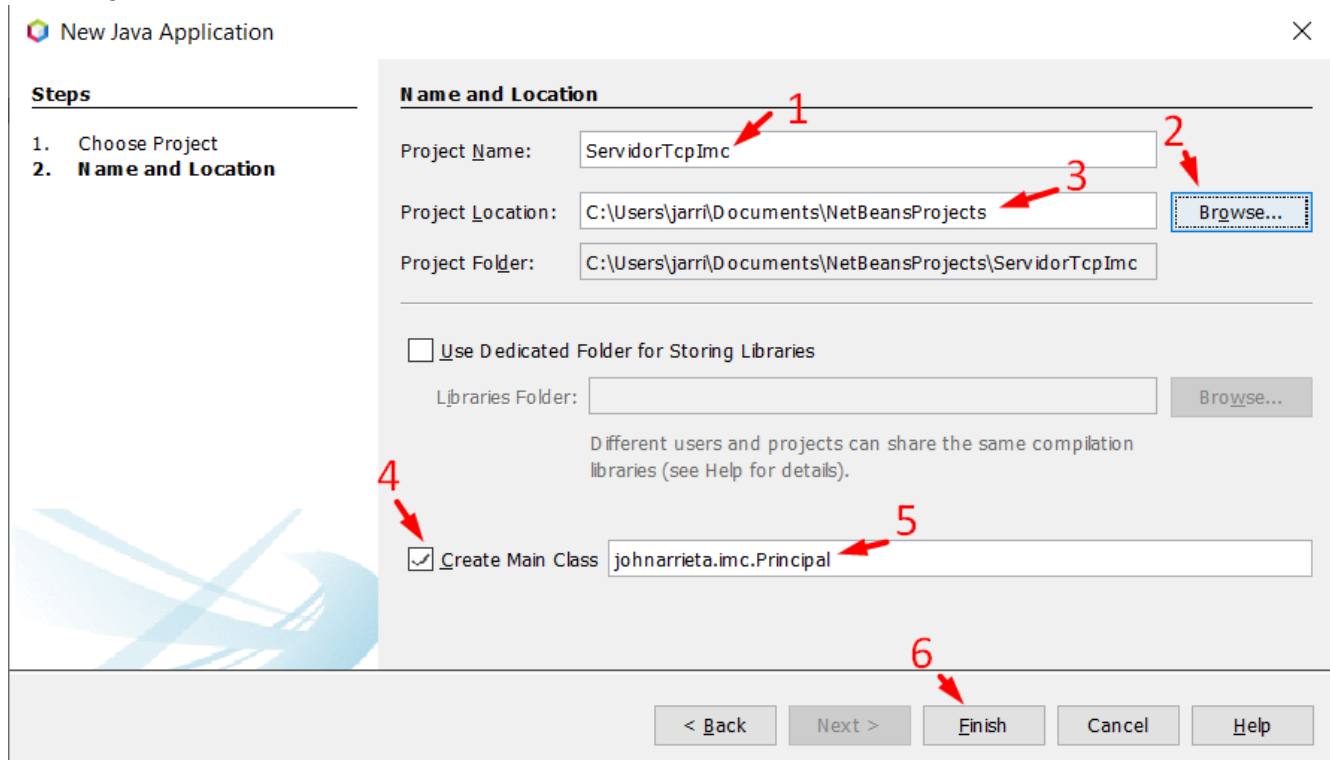 New Java Application
Steps
1. Choose Project
2. Name and Location
Name and Location
1
Project Name: ServidorTcpImc
2
3
Project Location: C:\Users\jarri\Documents\NetBeansProjects Browse...
Project Folder: C:\Users\jarri\Documents\NetBeansProjects\ServidorTcpImc
Use Dedicated Folder for Storing Libraries
Libraries Folder: Browse...
Different users and projects can share the same compilation
libraries (see Help for details).
4
5
Create Main Class johnarrieta.imc.Principal
6
< Back Next > Finish Cancel Help